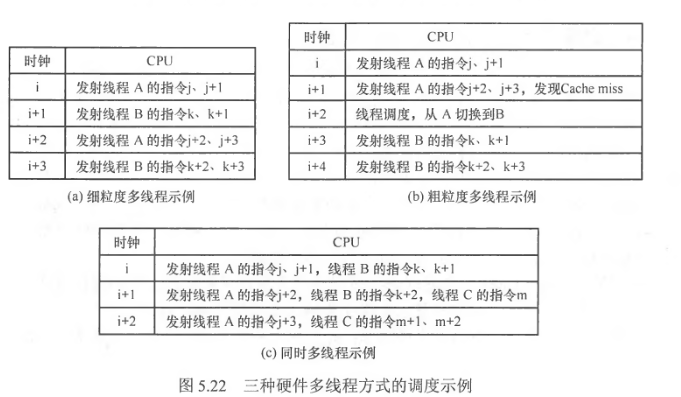 时钟 CPU
i 发射线程 A 的指令j、j+1
i+1 发射线程 B 的指令k、k+1
i+2 发射线程 A 的指令j+2、j+3
i+3 发射线程 B 的指令k+2、k+3
(a) 细粒度多线程示例
时钟 CPU
i 发射线程 A 的指令j、j+1
i+1 发射线程 A 的指令j+2、j+3，发现Cache miss
i+2 线程调度，从 A 切换到B
i+3 发射线程 B 的指令k、k+1
i+4 发射线程 B 的指令k+2、k+3
(b) 粗粒度多线程示例
时钟 CPU
i 发射线程 A 的指令j、j+1，线程 B 的指令k、k+1
i+1 发射线程 A 的指令j+2，线程 B 的指令k+2，线程 C 的指令m
i+2 发射线程 A 的指令j+3，线程 C 的指令m+1、m+2
(c) 同时多线程示例
图 5.22 三种硬件多线程方式的调度示例